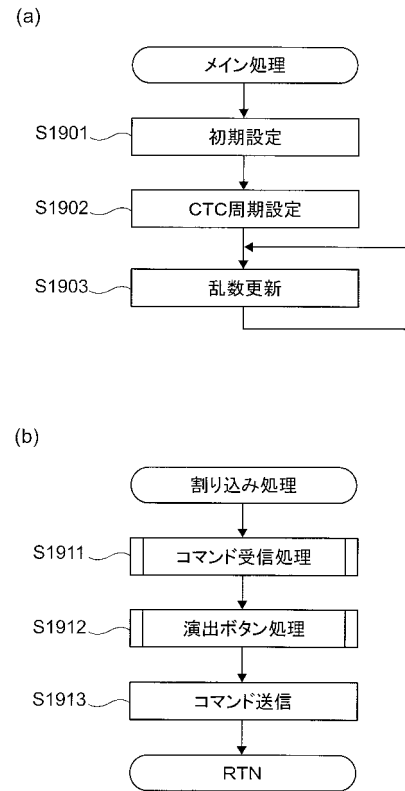 (a)
メイン処理
S1901
初期設定
S1902
CTC周期設定
S1903
乱数更新
(b)
割り込み処理
S1911
コマンド受信処理
S1912
演出ボタン処理
S1913
コマンド送信
RTN